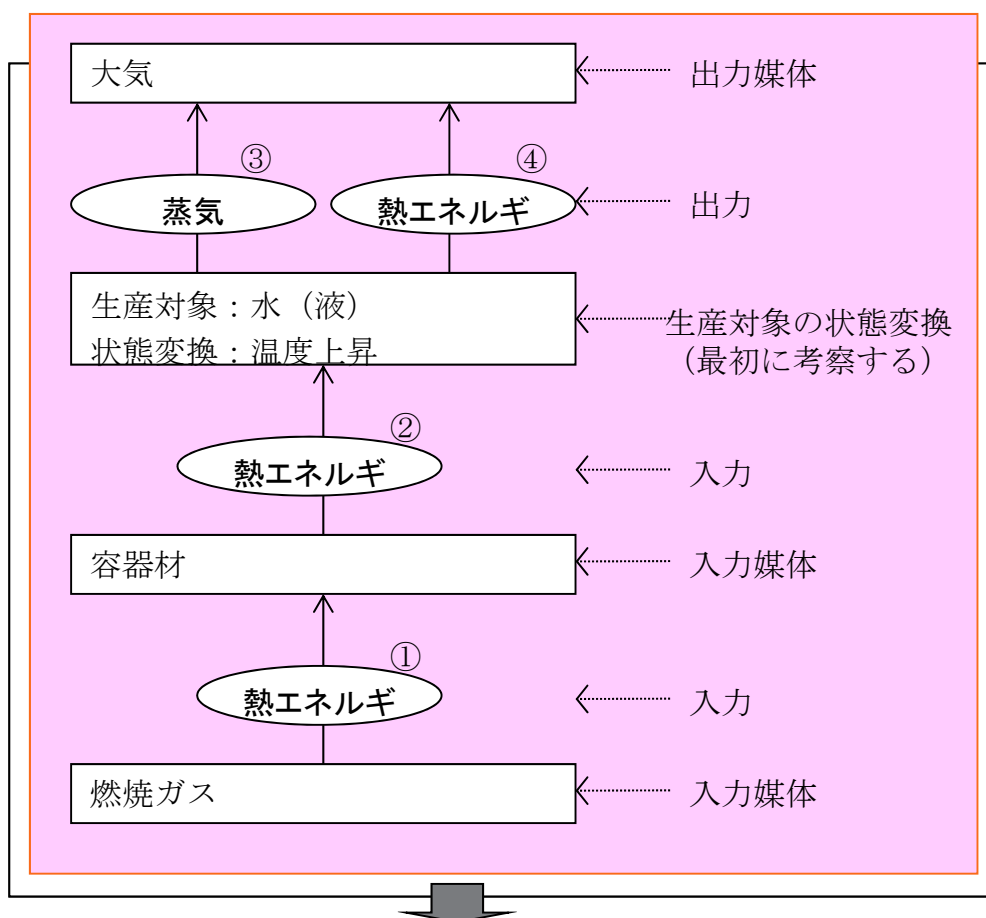 大気
出力媒体
③
④
蒸気
熱エネルギ
出力
生産対象：水（液）
状態変換：温度上昇
生産対象の状態変換
（最初に考察する）
②
熱エネルギ
入力
容器材
入力媒体
①
熱エネルギ
入力
燃焼ガス
入力媒体